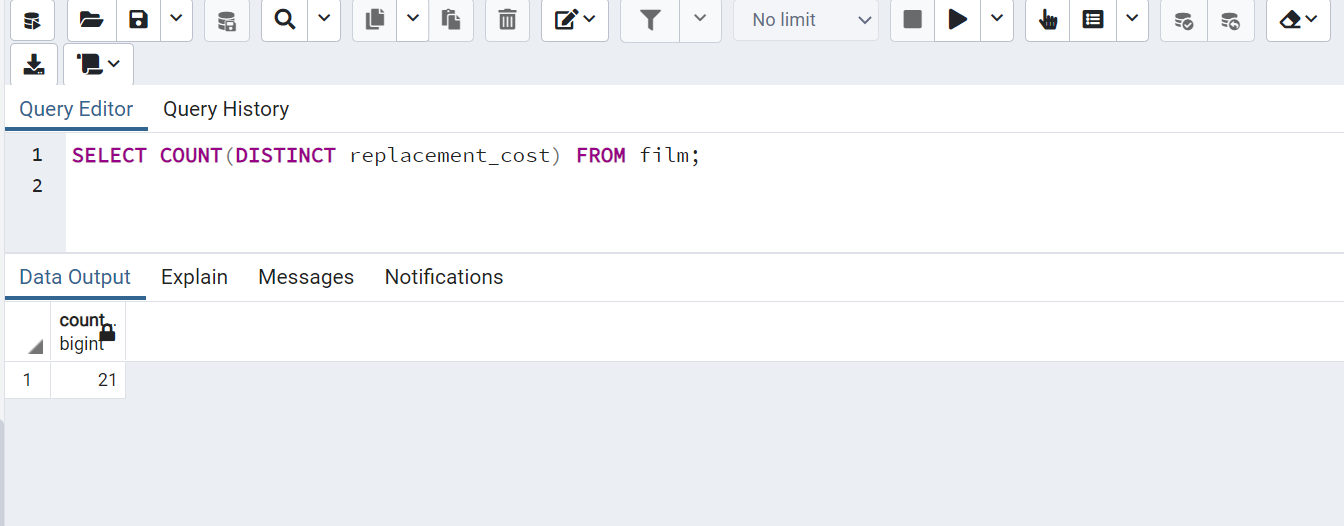 No limit
Query Editor Query History
1 SELECT COUNT(DISTINCT replacement_cost) FROM film;
2
Data Output Explain Messages Notifications
count
bigint
1 21